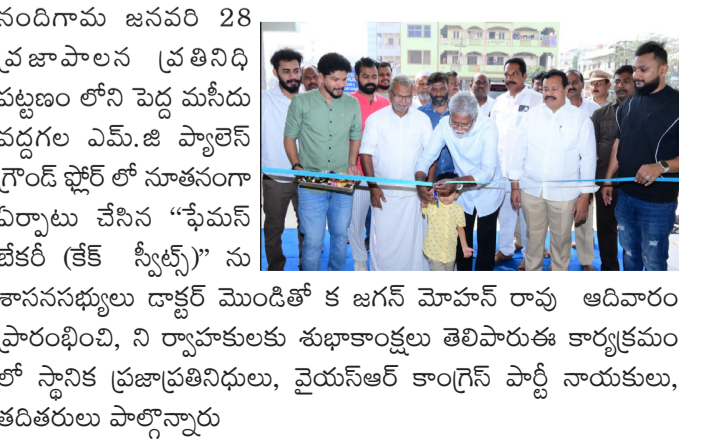 నందిగామ జనవరి 28
ప్రజాపాలన ప్రతినిధి
పట్టణం లోని పెద్ద మసీదు
వద్దగల ఎమ్.జి ప్యాలెస్
గ్రౌండ్ ఫ్లోర్ లో నూతనంగా
ఏర్పాటు చేసిన “ఫేమస్
బేకరీ (కేక్ స్వీట్స్)” ను
శాసనసభ్యులు డాక్టర్ మొండితో క జగన్ మోహన్ రావు ఆదివారం
ప్రారంభించి, ని ర్వాహకులకు శుభాకాంక్షలు తెలిపారుఈ కార్యక్రమం
లో స్థానిక ప్రజాప్రతినిధులు, వైయస్ఆర్ కాంగ్రెస్ పార్టీ నాయకులు,
తదితరులు పాల్గొన్నారు